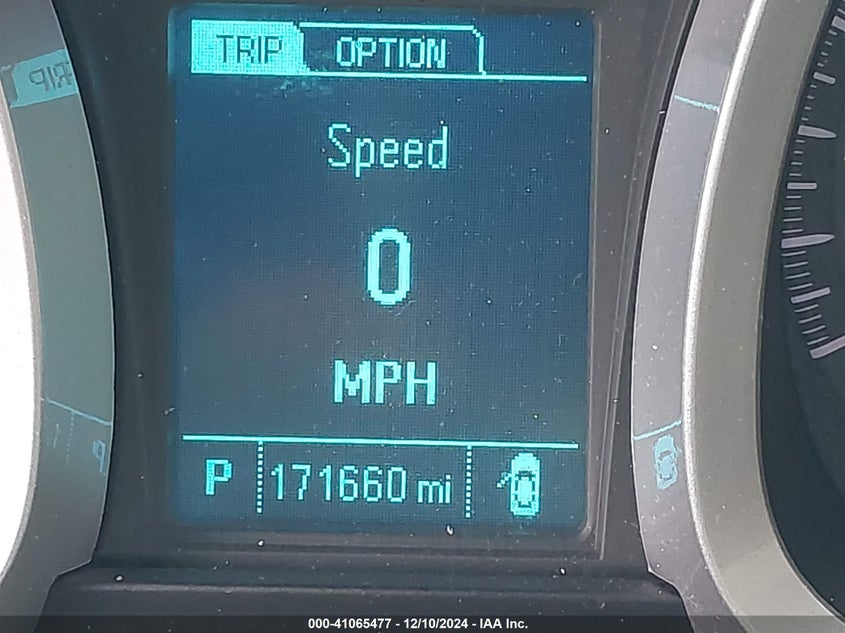 TRIP OPTION
Speed
0
MPH
P 171660 mi
000-41065477 - 12/10/2024 - IAA Inc.